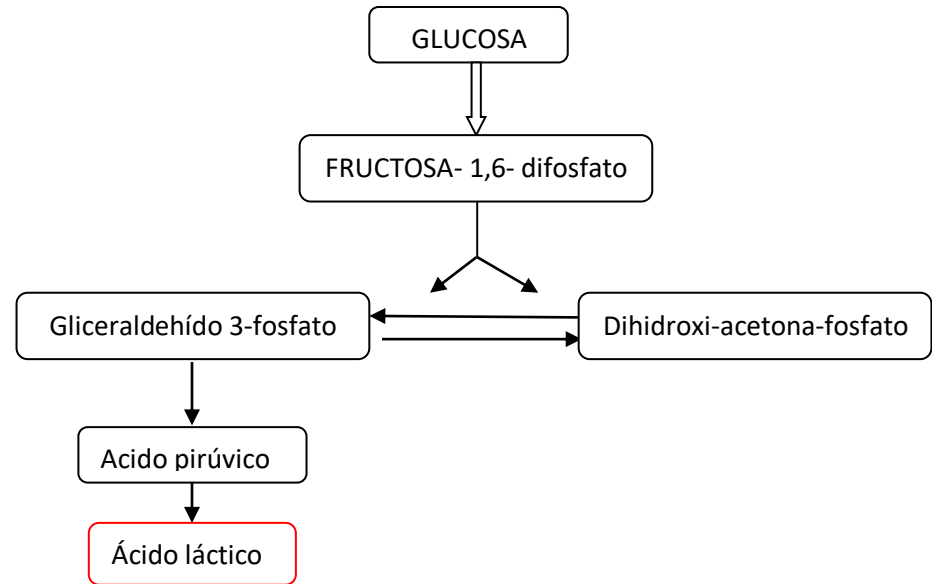 GLUCOSA
FRUCTOSA- 1,6- difosfato
Gliceraldehído 3-fosfato
Dihidroxi-acetona-fosfato
Acido pirúvico
Ácido láctico